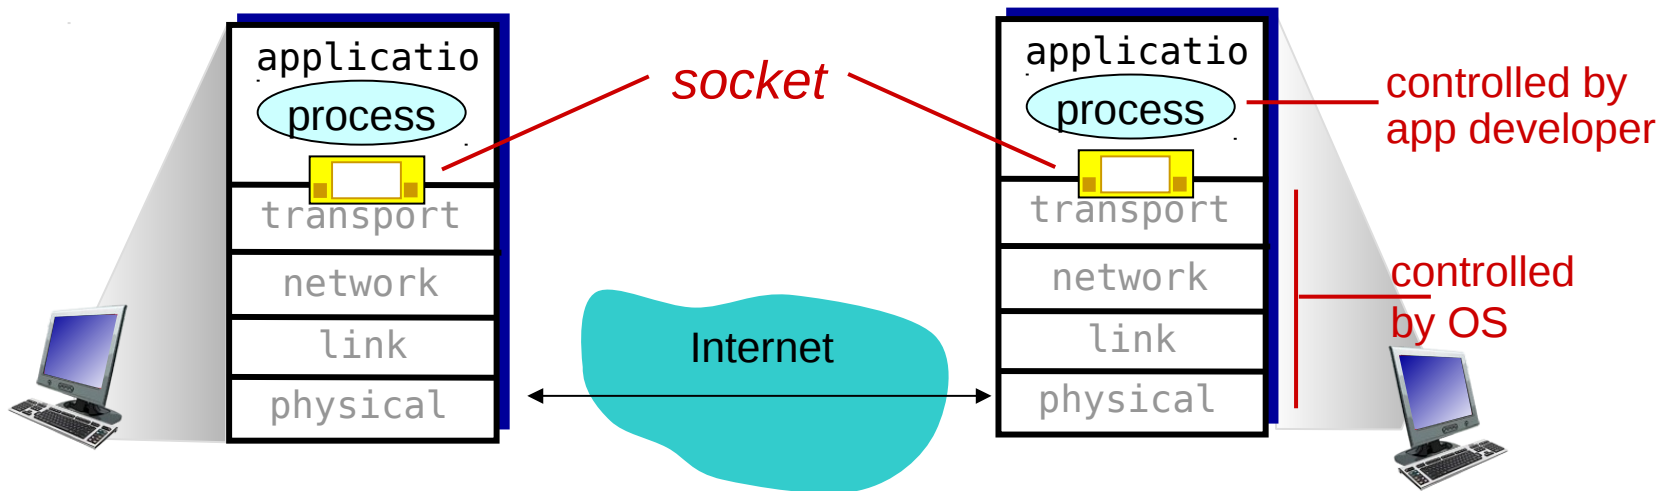 applicatio
process
transport
network
link
physical
socket
Internet
applicatio
process
transport
network
link
physical
controlled by
app developer
controlled
by OS